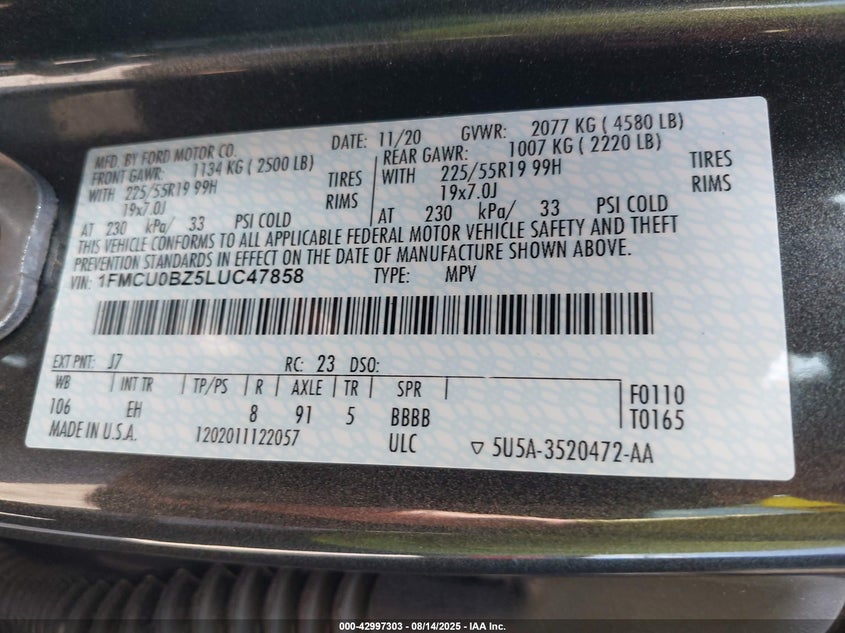 MFD. BY FORD MOTOR CO. DATE: 11/20 GVWR: 2077 KG ( 4580 LB)
FRONT GAWR: 1134 KG ( 2500 LB) REAR GAWR: 1007 KG ( 2220 LB)
WITH 225/55R19 99H TIRES WITH 225/55R19 99H TIRES
19x7.0J RIMS 19x7.0J RIMS
AT 230 kPa/ 33 PSI COLD AT 230 kPa/ 33 PSI COLD
THIS VEHICLE CONFORMS TO ALL APPLICABLE FEDERAL MOTOR VEHICLE SAFETY AND THEFT
PREVENTION STANDARDS IN EFFECT ON THE DATE OF MANUFACTURE SHOWN ABOVE.
VIN: 1FMCU0BZ5LUC47858 TYPE: MPV
EXT PNT: J7 RC: 23 DSO:
WB INT TR TP/PS R AXLE TR SPR F0110
106 EH 8 91 5 BBBB T0165
MADE IN U.S.A. 1202011122057 ULC ▽ 5U5A-3520472-AA
000-42997303 - 08/14/2025 - IAA Inc.